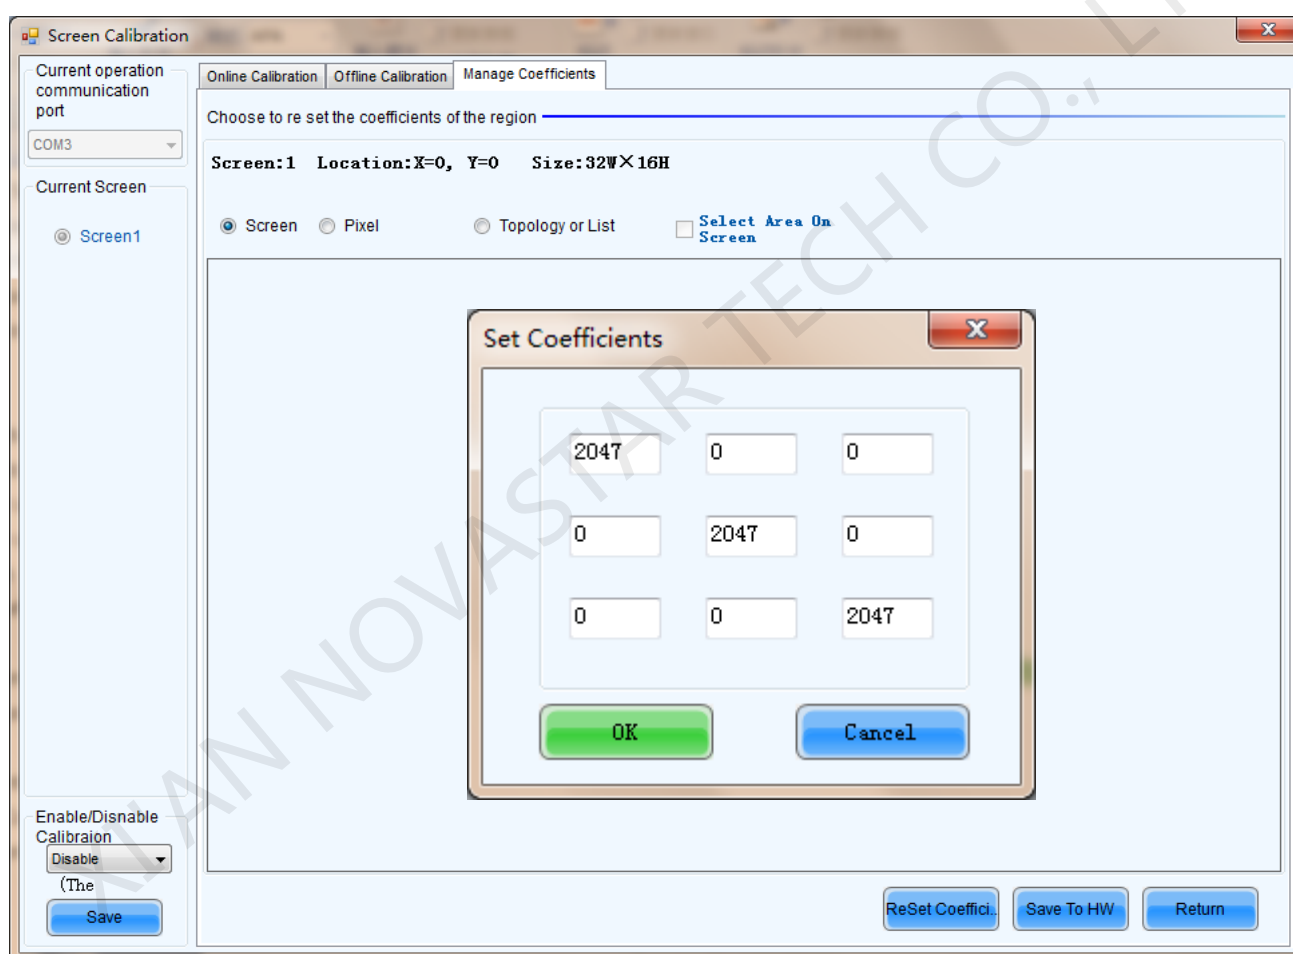 Screen Calibration
Current operation
communication
port
COM3
Current Screen
Screen1
Online Calibration Offline Calibration Manage Coefficients
Choose to re set the coefficients of the region
Screen:1 Location:X=0, Y=0 Size:32W×16H
Screen Pixel Topology or List Select Area On
Screen
Set Coefficients
2047 0 0
0 2047 0
0 0 2047
OK Cancel
Enable/Disnable
Calibraion
Disable
(The
Save
ReSet Coeffici.. Save To HW Return
XIAN NOVASTAR TECH CO., L